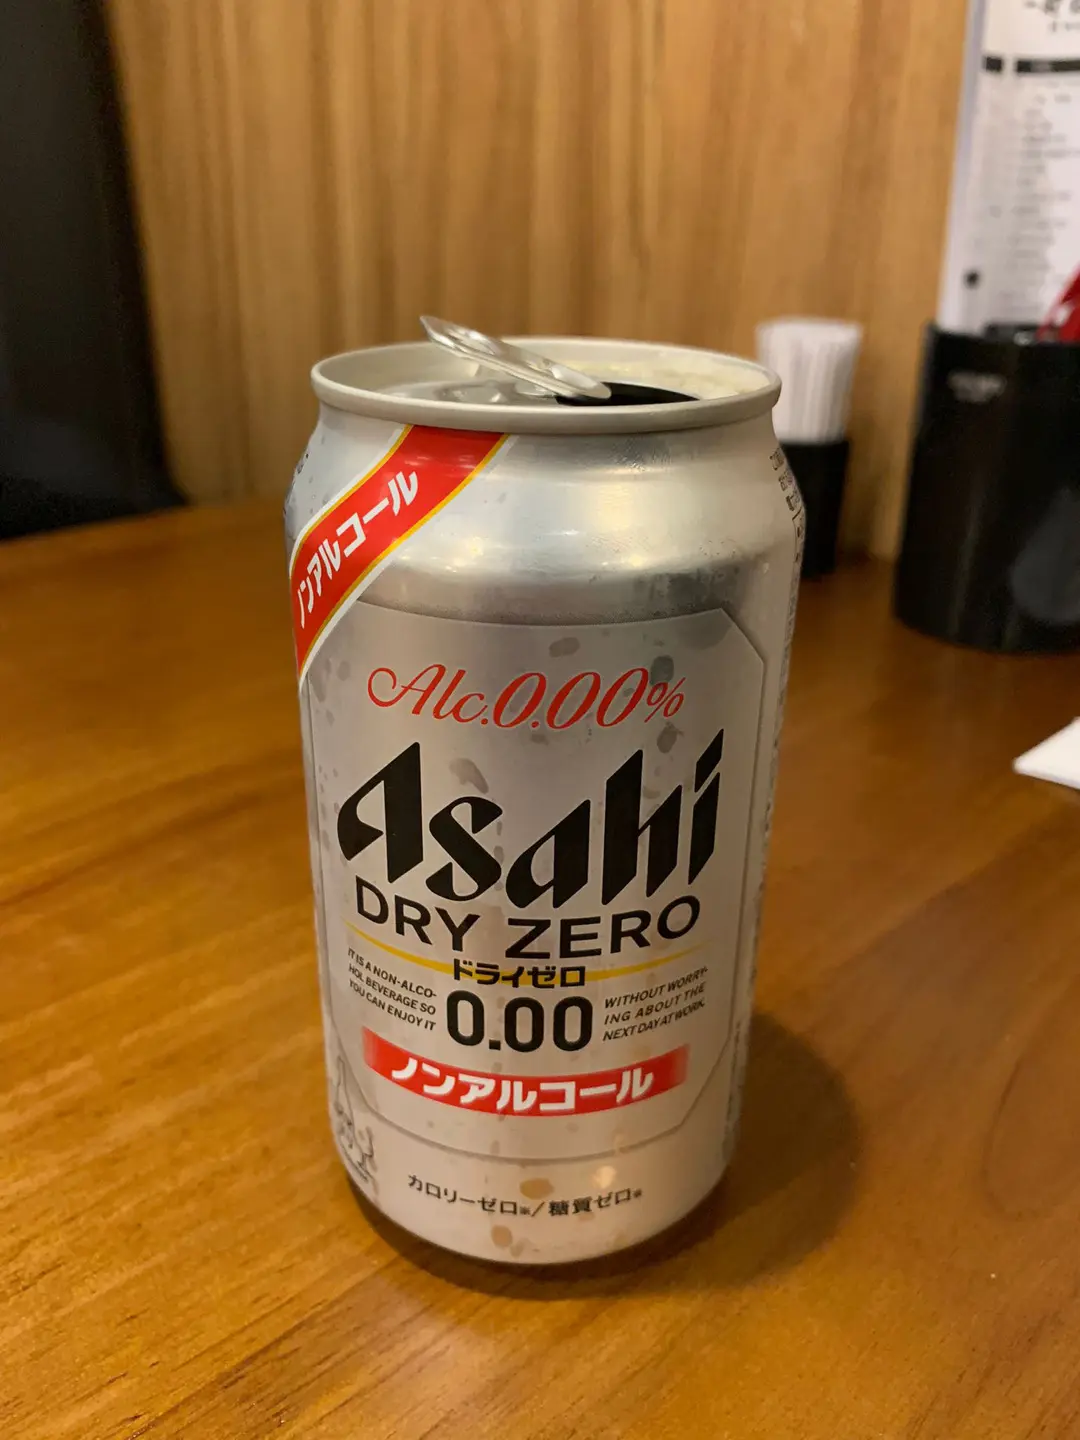 ノンアルコール
Alc.0.00%
Asahi
DRY ZERO
ドライゼロ
IT IS A NON-ALCO-
HOL BEVERAGE SO
YOU CAN ENJOY IT
0.00
WITHOUT WORRY-
ING ABOUT THE
NEXT DAY AT WORK.
ノンアルコール
カロリーゼロ※/糖質ゼロ※